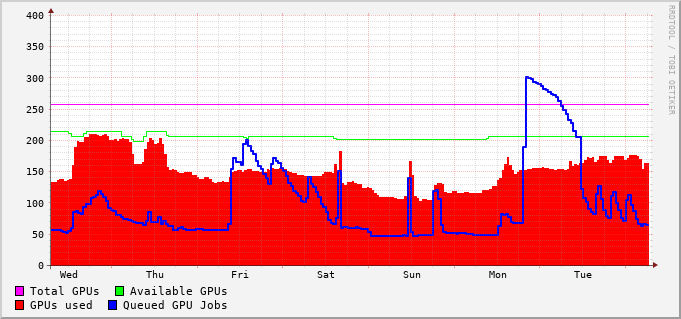 RRDTOOL / TOBI OETIKER
400
350
300
250
200
150
100
50
0
Wed Thu Fri Sat Sun Mon Tue
Total GPUs Available GPUs
GPUs used Queued GPU Jobs